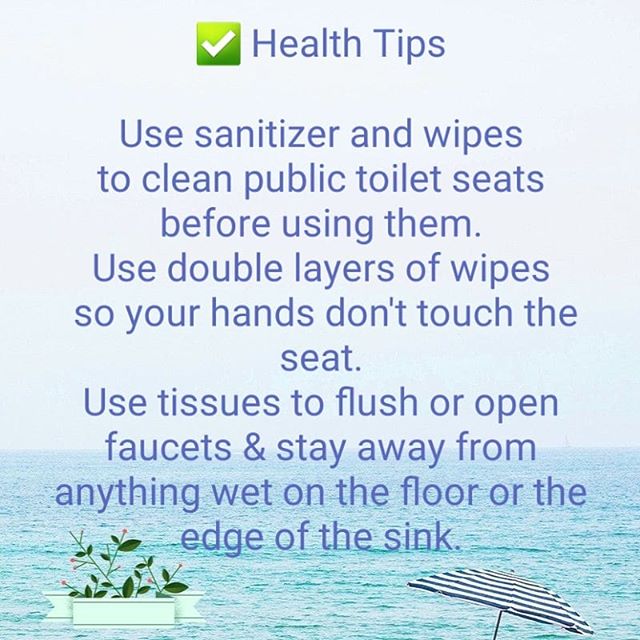 ✅ Health Tips
Use sanitizer and wipes
to clean public toilet seats
before using them.
Use double layers of wipes
so your hands don't touch the
seat.
Use tissues to flush or open
faucets & stay away from
anything wet on the floor or the
edge of the sink.